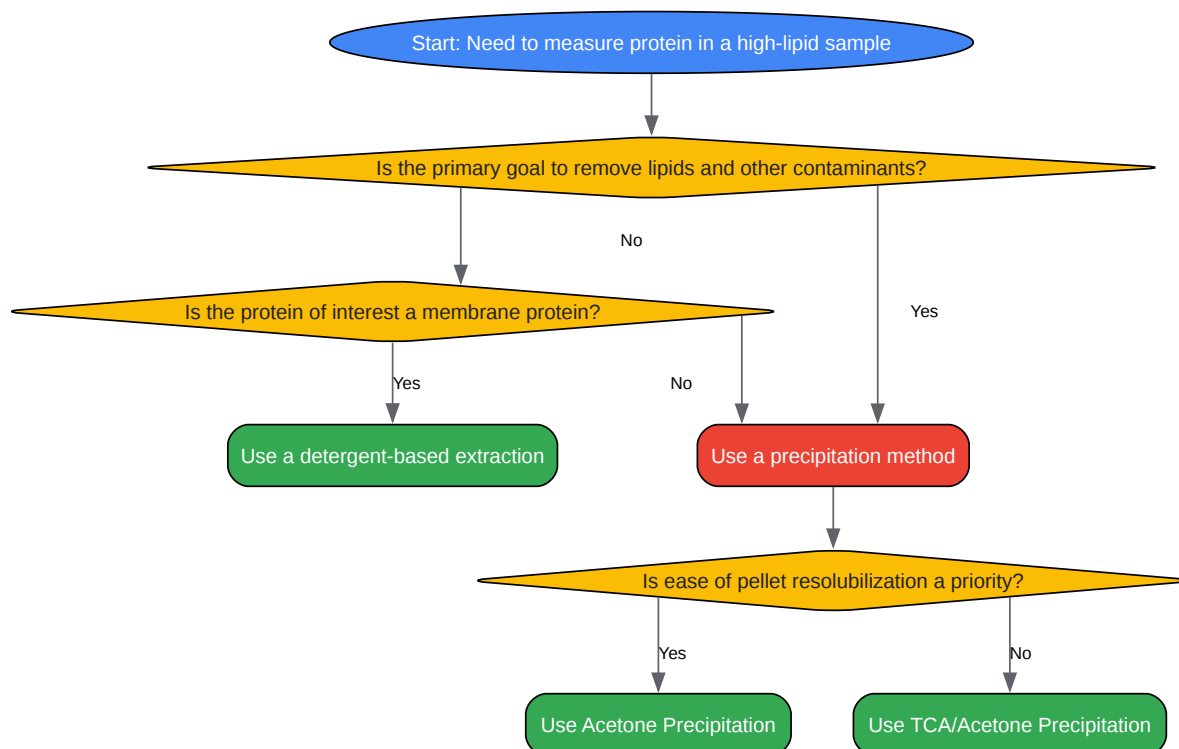 Start: Need to measure protein in a high-lipid sample
Is the primary goal to remove lipids and other contaminants?
No
Is the protein of interest a membrane protein?
Yes
Yes
No
Use a detergent-based extraction
Use a precipitation method
Is ease of pellet resolubilization a priority?
Yes
No
Use Acetone Precipitation
Use TCA/Acetone Precipitation